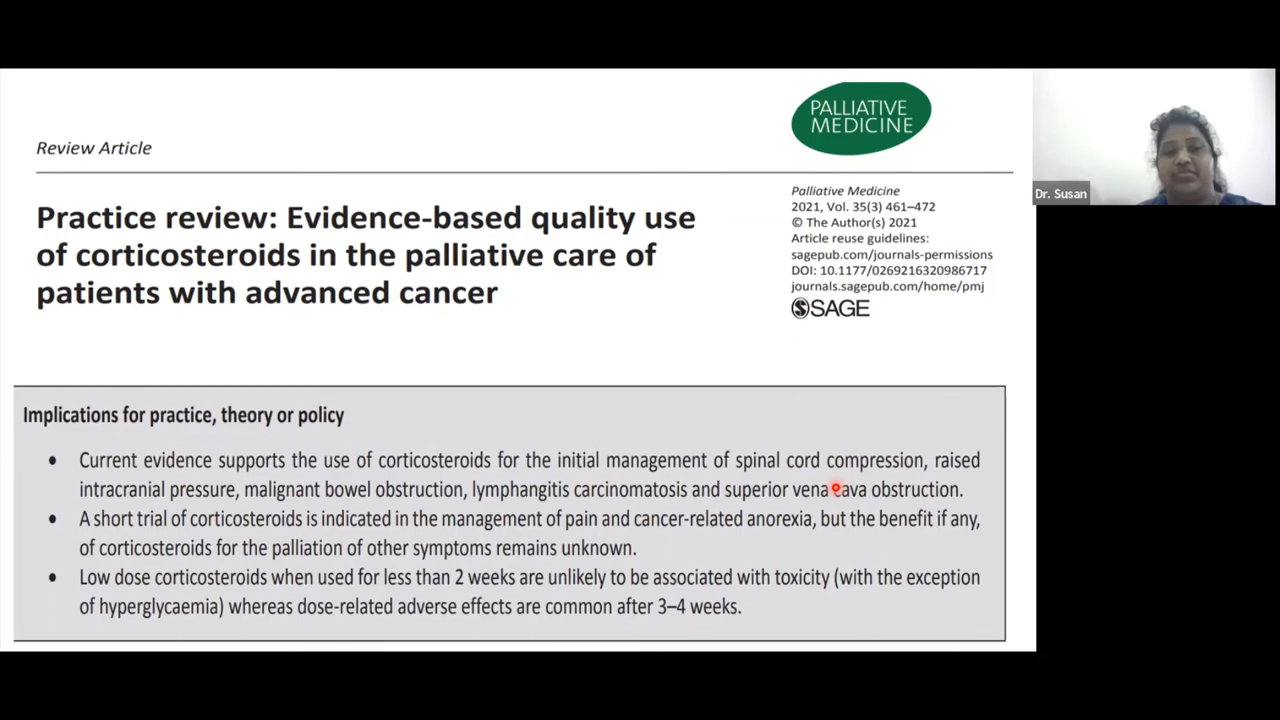 PALLIATIVE
MEDICINE
Review Article
Dr. Susan
Practice review: Evidence-based quality use
of corticosteroids in the palliative care of
patients with advanced cancer
Palliative Medicine
2021, Vol. 35(3) 461–472
© The Author(s) 2021
Article reuse guidelines:
sagepub.com/journals-permissions
DOI: 10.1177/0269216320986717
journals.sagepub.com/home/pmj
SAGE
Implications for practice, theory or policy
• Current evidence supports the use of corticosteroids for the initial management of spinal cord compression, raised
intracranial pressure, malignant bowel obstruction, lymphangitis carcinomatosis and superior vena cava obstruction.
• A short trial of corticosteroids is indicated in the management of pain and cancer-related anorexia, but the benefit if any,
of corticosteroids for the palliation of other symptoms remains unknown.
• Low dose corticosteroids when used for less than 2 weeks are unlikely to be associated with toxicity (with the exception
of hyperglycaemia) whereas dose-related adverse effects are common after 3–4 weeks.